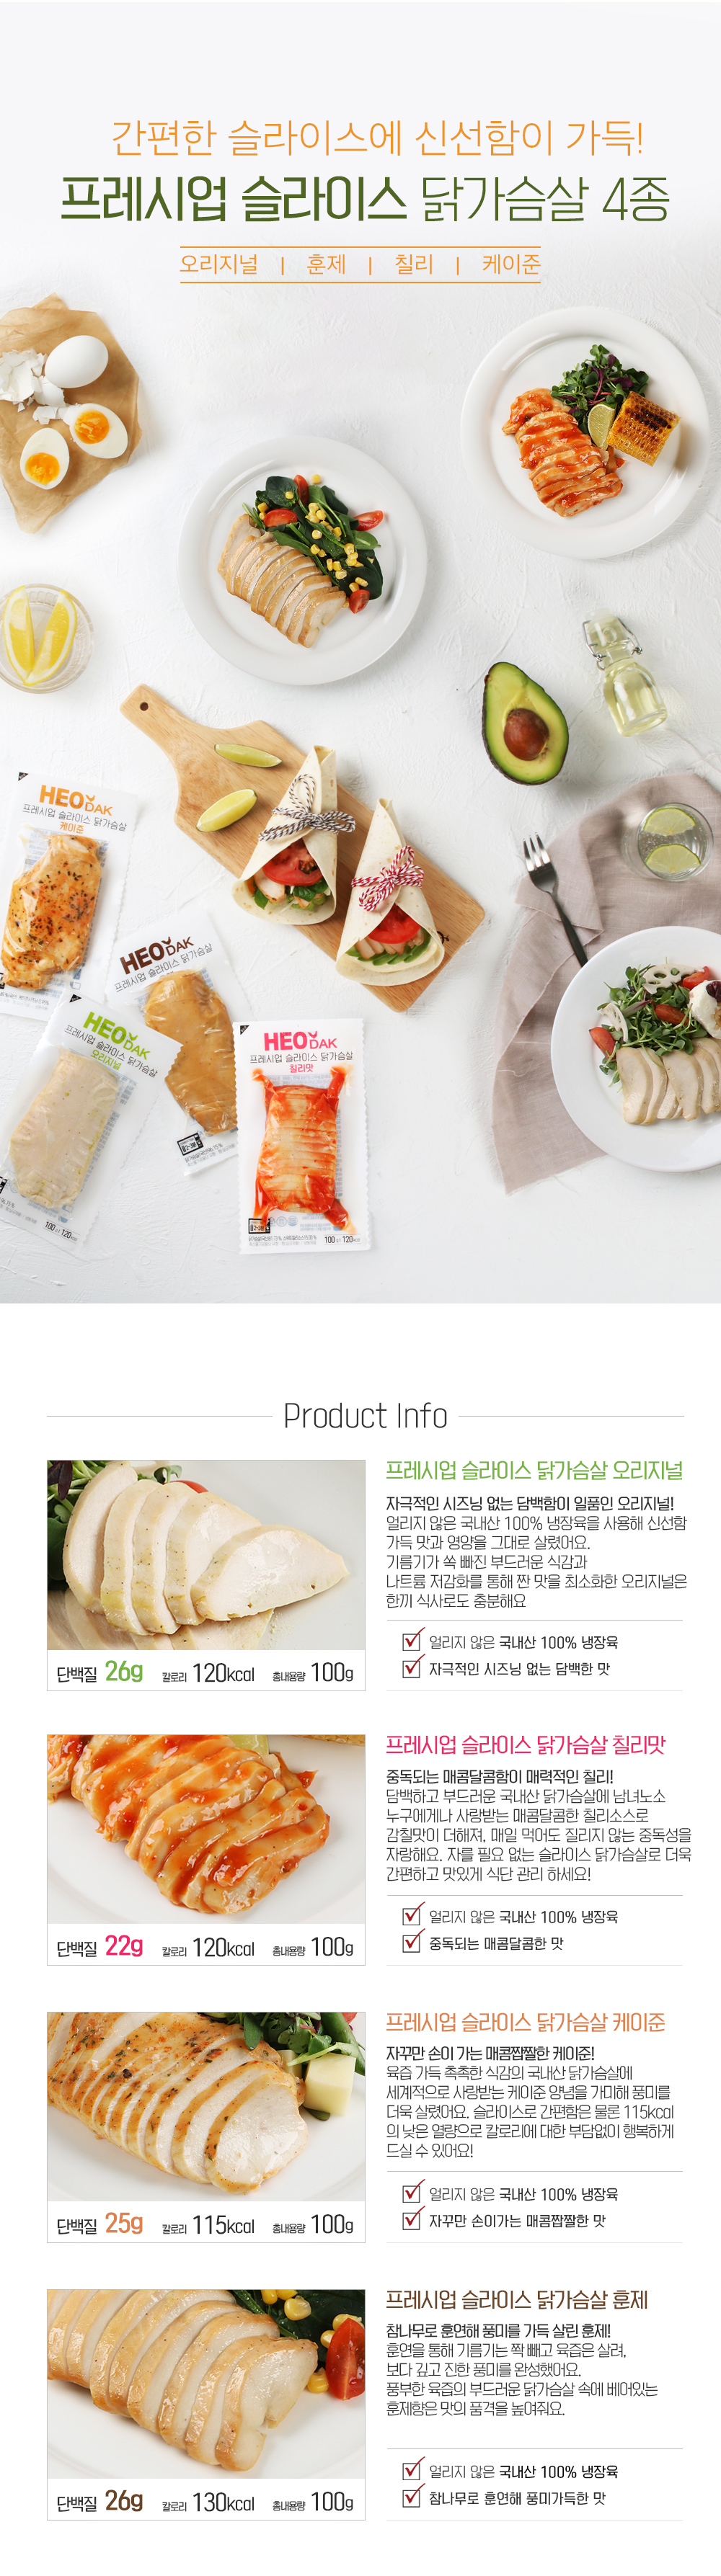 간편한 슬라이스에 신선함이 가득!
프레시업 슬라이스 닭가슴살 4종
오리지널 | 훈제 | 칠리 | 케이준
HEODAK
프레시업 슬라이스 닭가슴살
케이준
HEODAK
프레시업 슬라이스 닭가슴살
HEODAK
프레시업 슬라이스 닭가슴살
오리지널
100 120
HEODAK
프레시업 슬라이스 닭가슴살
칠리맛
100 120
Product Info
프레시업 슬라이스 닭가슴살 오리지널
자극적인 시즈닝 없는 담백함이 일품인 오리지널!
얼리지 않은 국내산 100% 냉장육을 사용해 신선함
가득 맛과 영양을 그대로 살렸어요.
기름기가 쏙 빠진 부드러운 식감과
나트륨 저감화를 통해 짠 맛을 최소화한 오리지널은
한끼 식사로도 충분해요
얼리지 않은 국내산 100% 냉장육
자극적인 시즈닝 없는 담백한 맛
단백질 26g 칼로리 120kcal 총내용량 100g
프레시업 슬라이스 닭가슴살 칠리맛
중독되는 매콤달콤함이 매력적인 칠리!
담백하고 부드러운 국내산 닭가슴살에 남녀노소
누구에게나 사랑받는 매콤달콤한 칠리소스로
감칠맛이 더해져, 매일 먹어도 질리지 않는 중독성을
자랑해요. 자를 필요 없는 슬라이스 닭가슴살로 더욱
간편하고 맛있게 식단 관리 하세요!
얼리지 않은 국내산 100% 냉장육
중독되는 매콤달콤한 맛
단백질 22g 칼로리 120kcal 총내용량 100g
프레시업 슬라이스 닭가슴살 케이준
자꾸만 손이 가는 매콤짭짤한 케이준!
육즙 가득 촉촉한 식감의 국내산 닭가슴살에
세계적으로 사랑받는 케이준 양념을 가미해 풍미를
더욱 살렸어요. 슬라이스로 간편함은 물론 115kcal
의 낮은 열량으로 칼로리에 대한 부담없이 행복하게
드실 수 있어요!
얼리지 않은 국내산 100% 냉장육
자꾸만 손이가는 매콤짭짤한 맛
단백질 25g 칼로리 115kcal 총내용량 100g
프레시업 슬라이스 닭가슴살 훈제
참나무로 훈연해 풍미를 가득 살린 훈제!
훈연을 통해 기름기는 쫙 빼고 육즙은 살려,
보다 깊고 진한 풍미를 완성했어요.
풍부한 육즙의 부드러운 닭가슴살 속에 베어있는
훈제향은 맛의 품격을 높여줘요.
얼리지 않은 국내산 100% 냉장육
참나무로 훈연해 풍미가득한 맛
단백질 26g 칼로리 130kcal 총내용량 100g